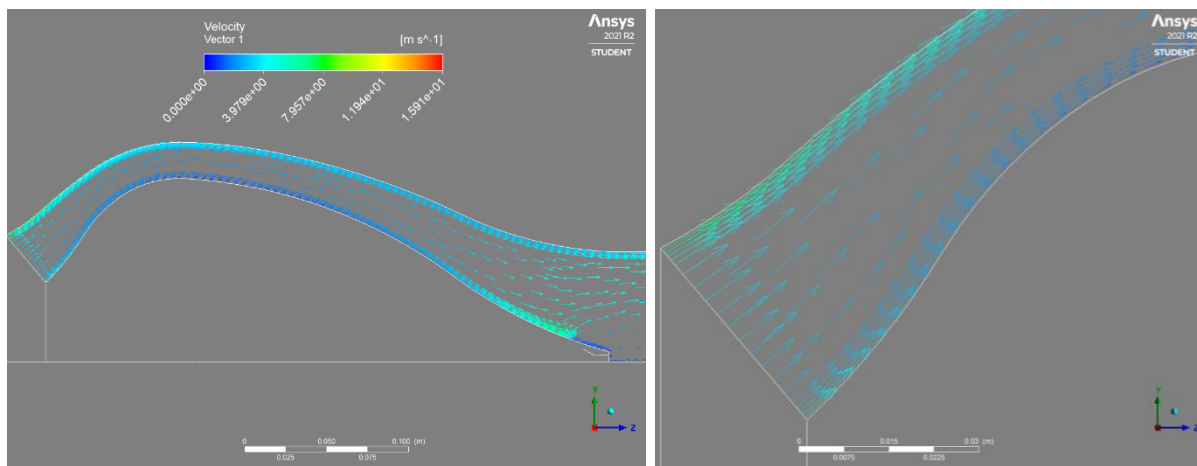 Velocity
Vector 1
[m s^-1]
0.000e+00
3.979e+00
7.957e+00
1.194e+01
1.591e+01
Ansys
2021 R2
STUDENT
Y
Z
0 0.050 0.100 (m)
0.025 0.075
Ansys
2021 R2
STUDENT
Y
Z
0 0.015 0.03 (m)
0.0075 0.0225